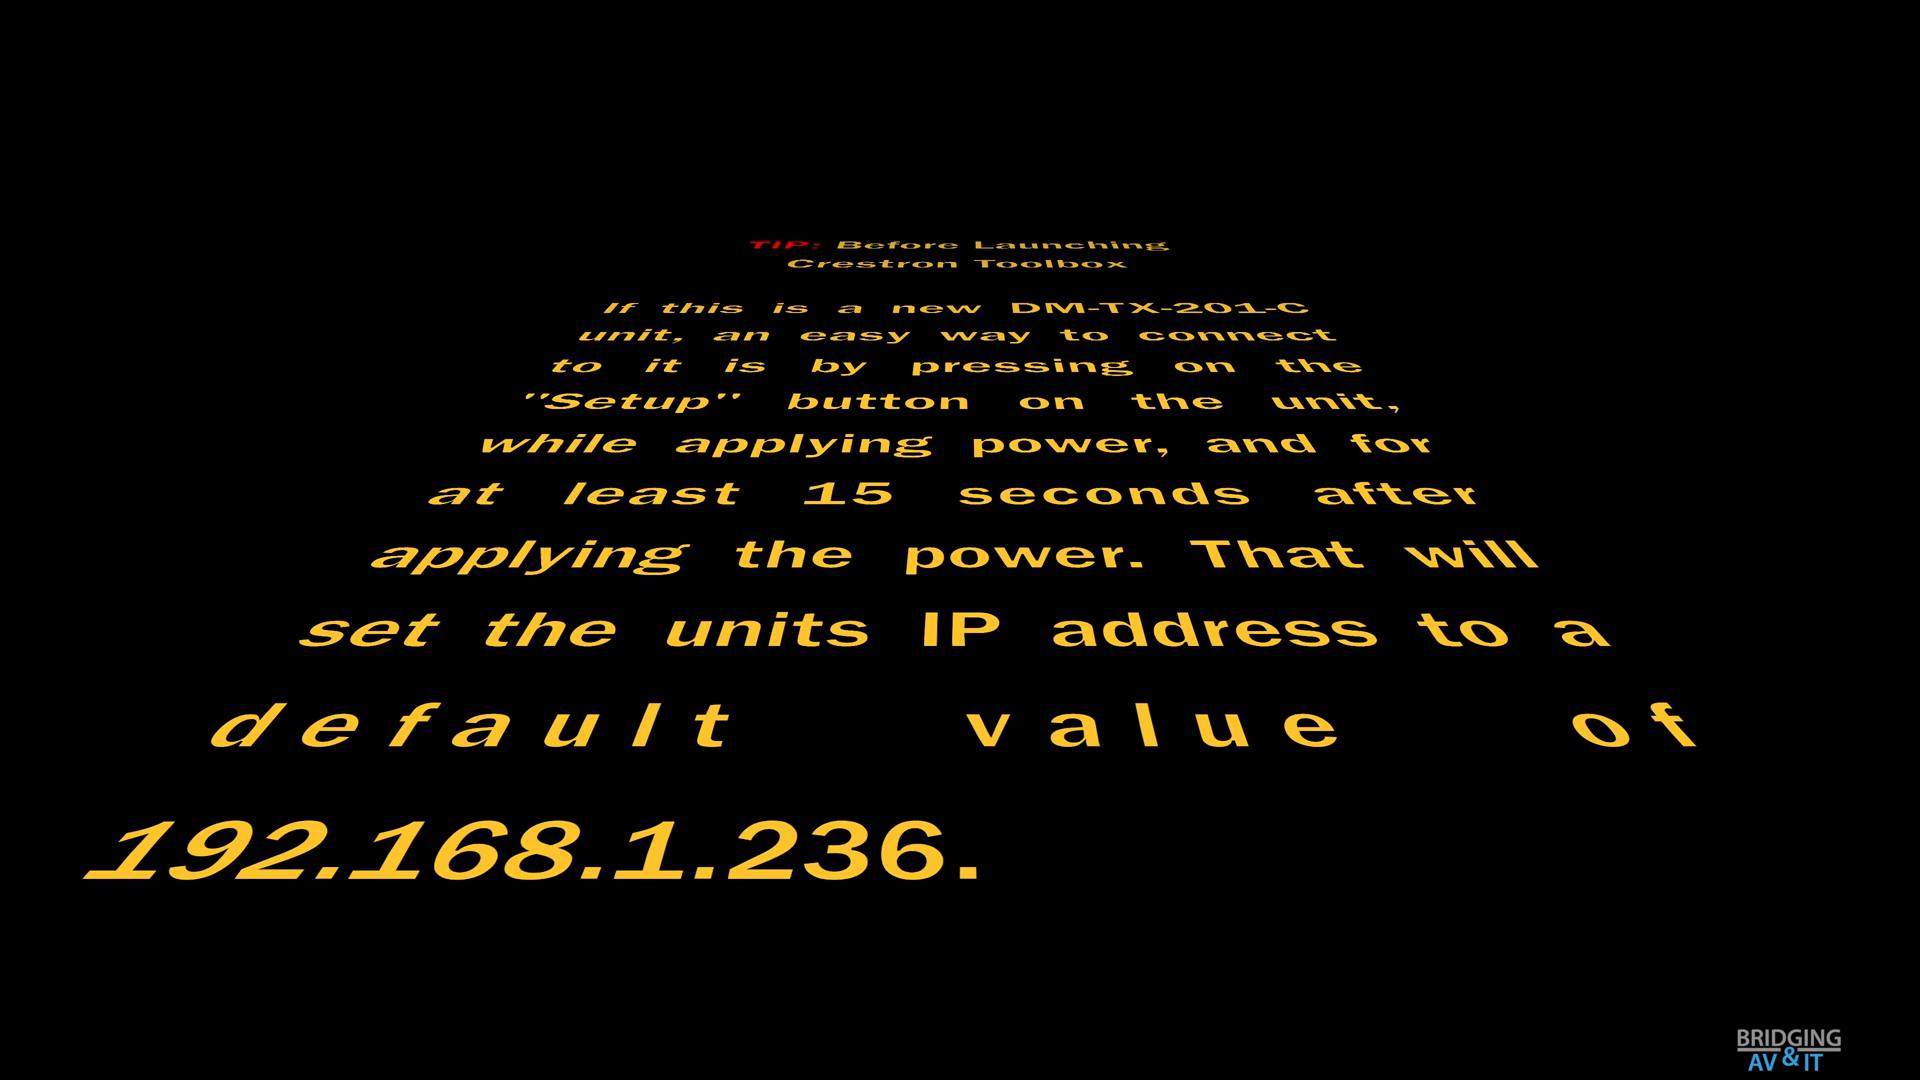 TIP: Before Launching
Crestron Toolbox
If this is a new DM-TX-201-C
unit, an easy way to connect
to it is by pressing on the
"Setup" button on the unit,
while applying power, and for
at least 15 seconds after
applying the power. That will
set the units IP address to a
default value of
192.168.1.236.
BRIDGING
AV & IT